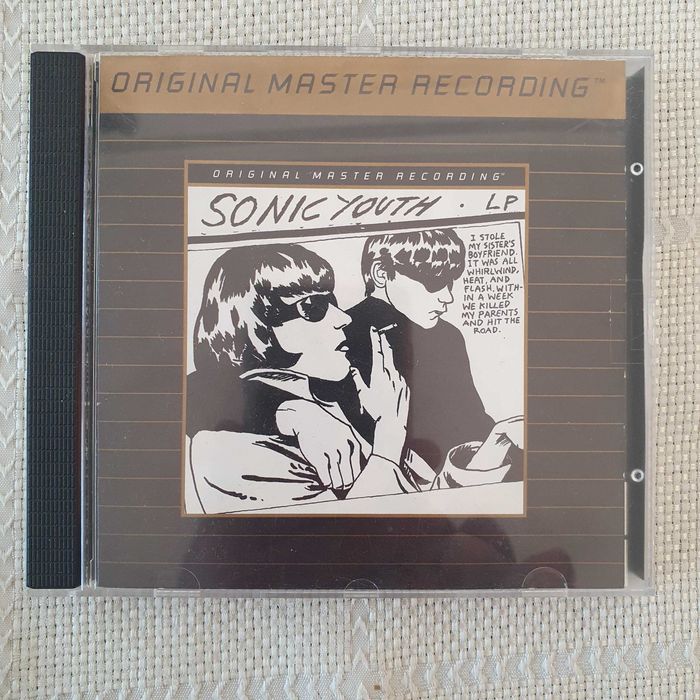 ORIGINAL MASTER RECORDING™
ORIGINAL MASTER RECORDING™
SONIC YOUTH . LP
I STOLE
MY SISTER'S
BOYFRIEND.
IT WAS ALL
WHIRLWIND,
HEAT, AND
FLASH. WITH-
IN A WEEK
WE KILLED
MY PARENTS
AND HIT THE
ROAD.